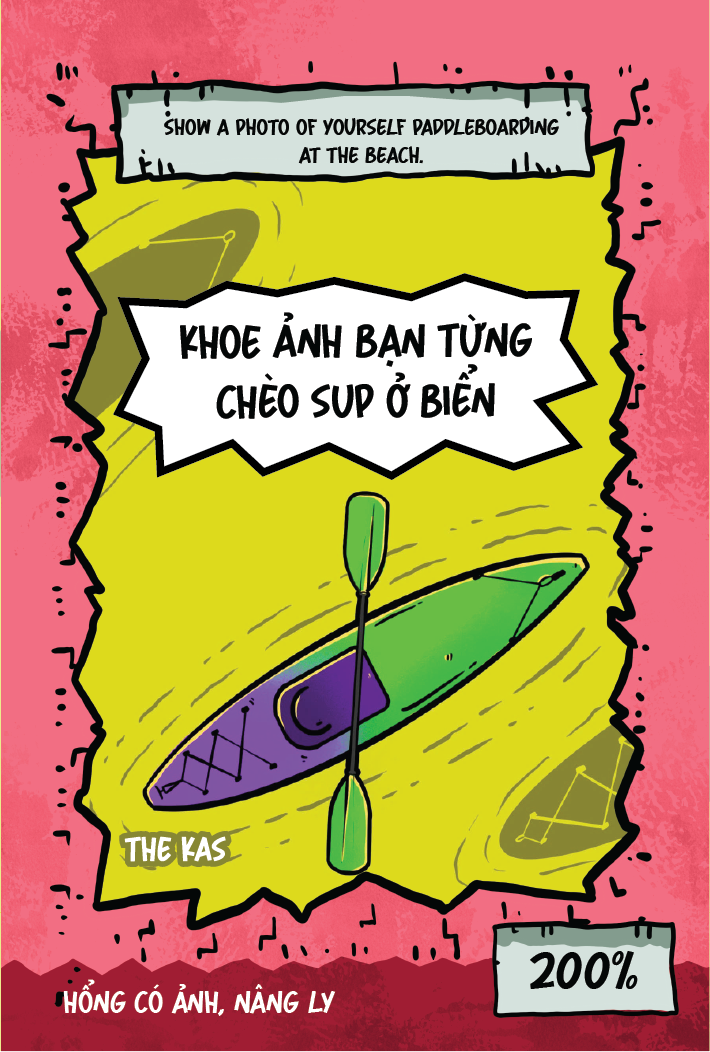 SHOW A PHOTO OF YOURSELF PADDLEBOARDING
AT THE BEACH.
KHOE ẢNH BẠN TỪNG
CHÈO SUP Ở BIỂN
THE KAS
200%
HỔNG CÓ ẢNH, NÂNG LY